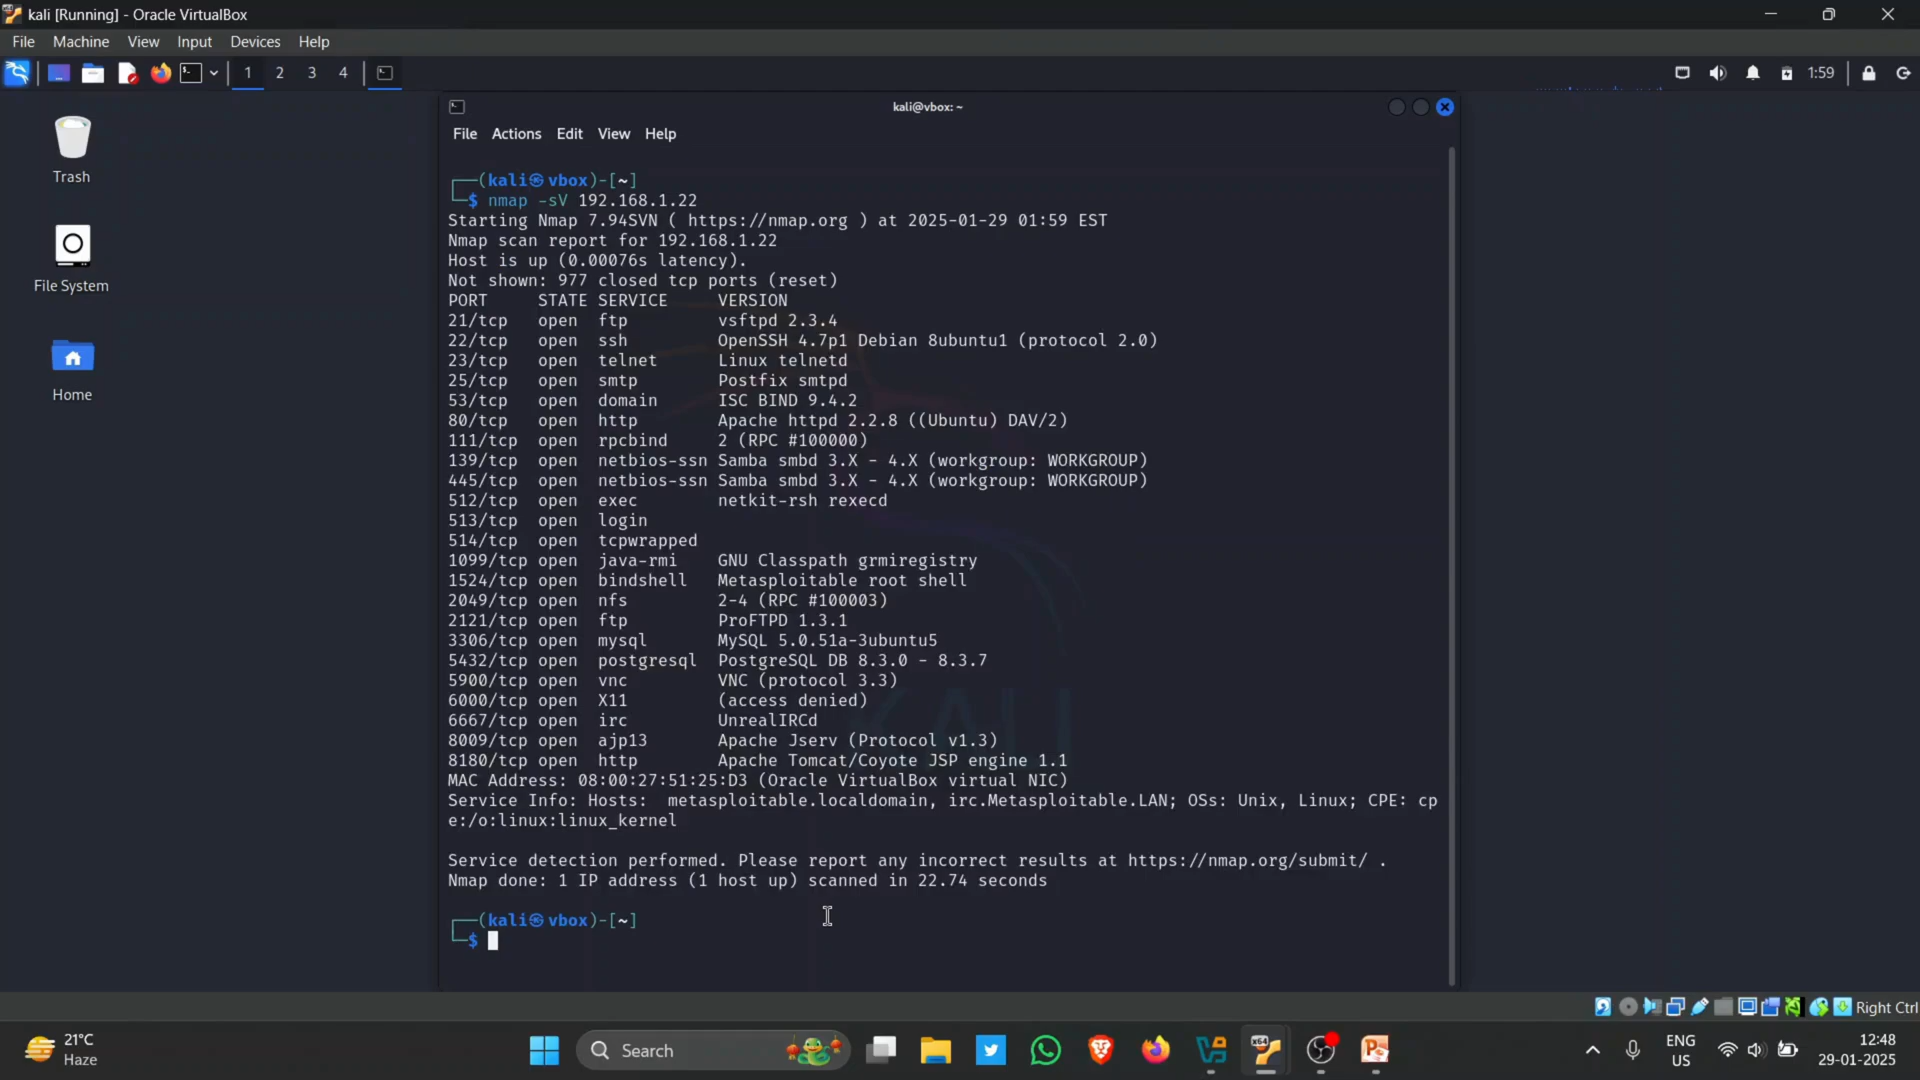 kali [Running] - Oracle VirtualBox
File Machine View Input Devices Help
1 2 3 4
1:59
Trash
File System
Home
kali@vbox: ~
File Actions Edit View Help
┌──(kali㉿vbox)-[~]
└─$ nmap -sV 192.168.1.22
Starting Nmap 7.94SVN ( https://nmap.org ) at 2025-01-29 01:59 EST
Nmap scan report for 192.168.1.22
Host is up (0.00076s latency).
Not shown: 977 closed tcp ports (reset)
PORT     STATE SERVICE     VERSION
21/tcp   open  ftp         vsftpd 2.3.4
22/tcp   open  ssh         OpenSSH 4.7p1 Debian 8ubuntu1 (protocol 2.0)
23/tcp   open  telnet      Linux telnetd
25/tcp   open  smtp        Postfix smtpd
53/tcp   open  domain      ISC BIND 9.4.2
80/tcp   open  http        Apache httpd 2.2.8 ((Ubuntu) DAV/2)
111/tcp  open  rpcbind     2 (RPC #100000)
139/tcp  open  netbios-ssn Samba smbd 3.X - 4.X (workgroup: WORKGROUP)
445/tcp  open  netbios-ssn Samba smbd 3.X - 4.X (workgroup: WORKGROUP)
512/tcp  open  exec        netkit-rsh rexecd
513/tcp  open  login
514/tcp  open  tcpwrapped
1099/tcp open  java-rmi    GNU Classpath grmiregistry
1524/tcp open  bindshell   Metasploitable root shell
2049/tcp open  nfs         2-4 (RPC #100003)
2121/tcp open  ftp         ProFTPD 1.3.1
3306/tcp open  mysql       MySQL 5.0.51a-3ubuntu5
5432/tcp open  postgresql  PostgreSQL DB 8.3.0 - 8.3.7
5900/tcp open  vnc         VNC (protocol 3.3)
6000/tcp open  X11         (access denied)
6667/tcp open  irc         UnrealIRCd
8009/tcp open  ajp13       Apache Jserv (Protocol v1.3)
8180/tcp open  http        Apache Tomcat/Coyote JSP engine 1.1
MAC Address: 08:00:27:51:25:D3 (Oracle VirtualBox virtual NIC)
Service Info: Hosts:  metasploitable.localdomain, irc.Metasploitable.LAN; OSs: Unix, Linux; CPE: cp
e:/o:linux:linux_kernel
Service detection performed. Please report any incorrect results at https://nmap.org/submit/ .
Nmap done: 1 IP address (1 host up) scanned in 22.74 seconds
┌──(kali㉿vbox)-[~]
└─$
KALI
Right Ctrl
21°C
Haze
Search
ENG
US
12:48
29-01-2025